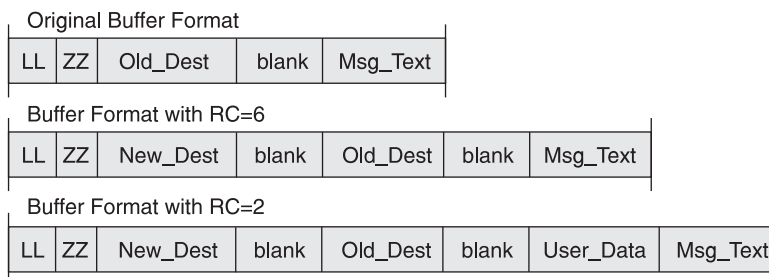 Original Buffer Format
LL ZZ Old_Dest blank Msg_Text
Buffer Format with RC=6
LL ZZ New_Dest blank Old_Dest blank Msg_Text
Buffer Format with RC=2
LL ZZ New_Dest blank Old_Dest blank User_Data Msg_Text